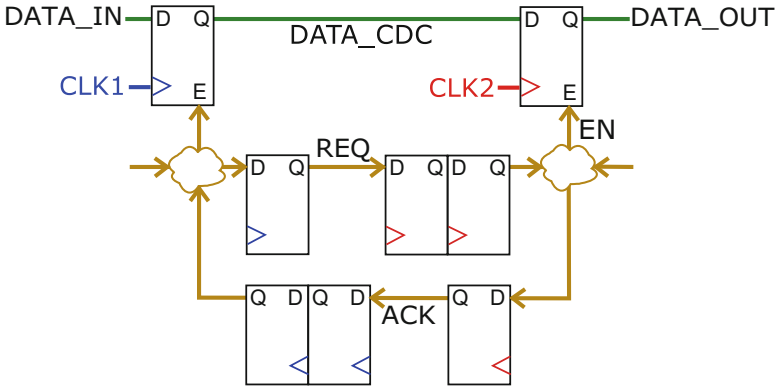 DATA_IN D Q DATA_CDC D Q DATA_OUT
CLK1 E CLK2 E
EN
REQ
D Q D Q D Q
Q D Q D ACK Q D